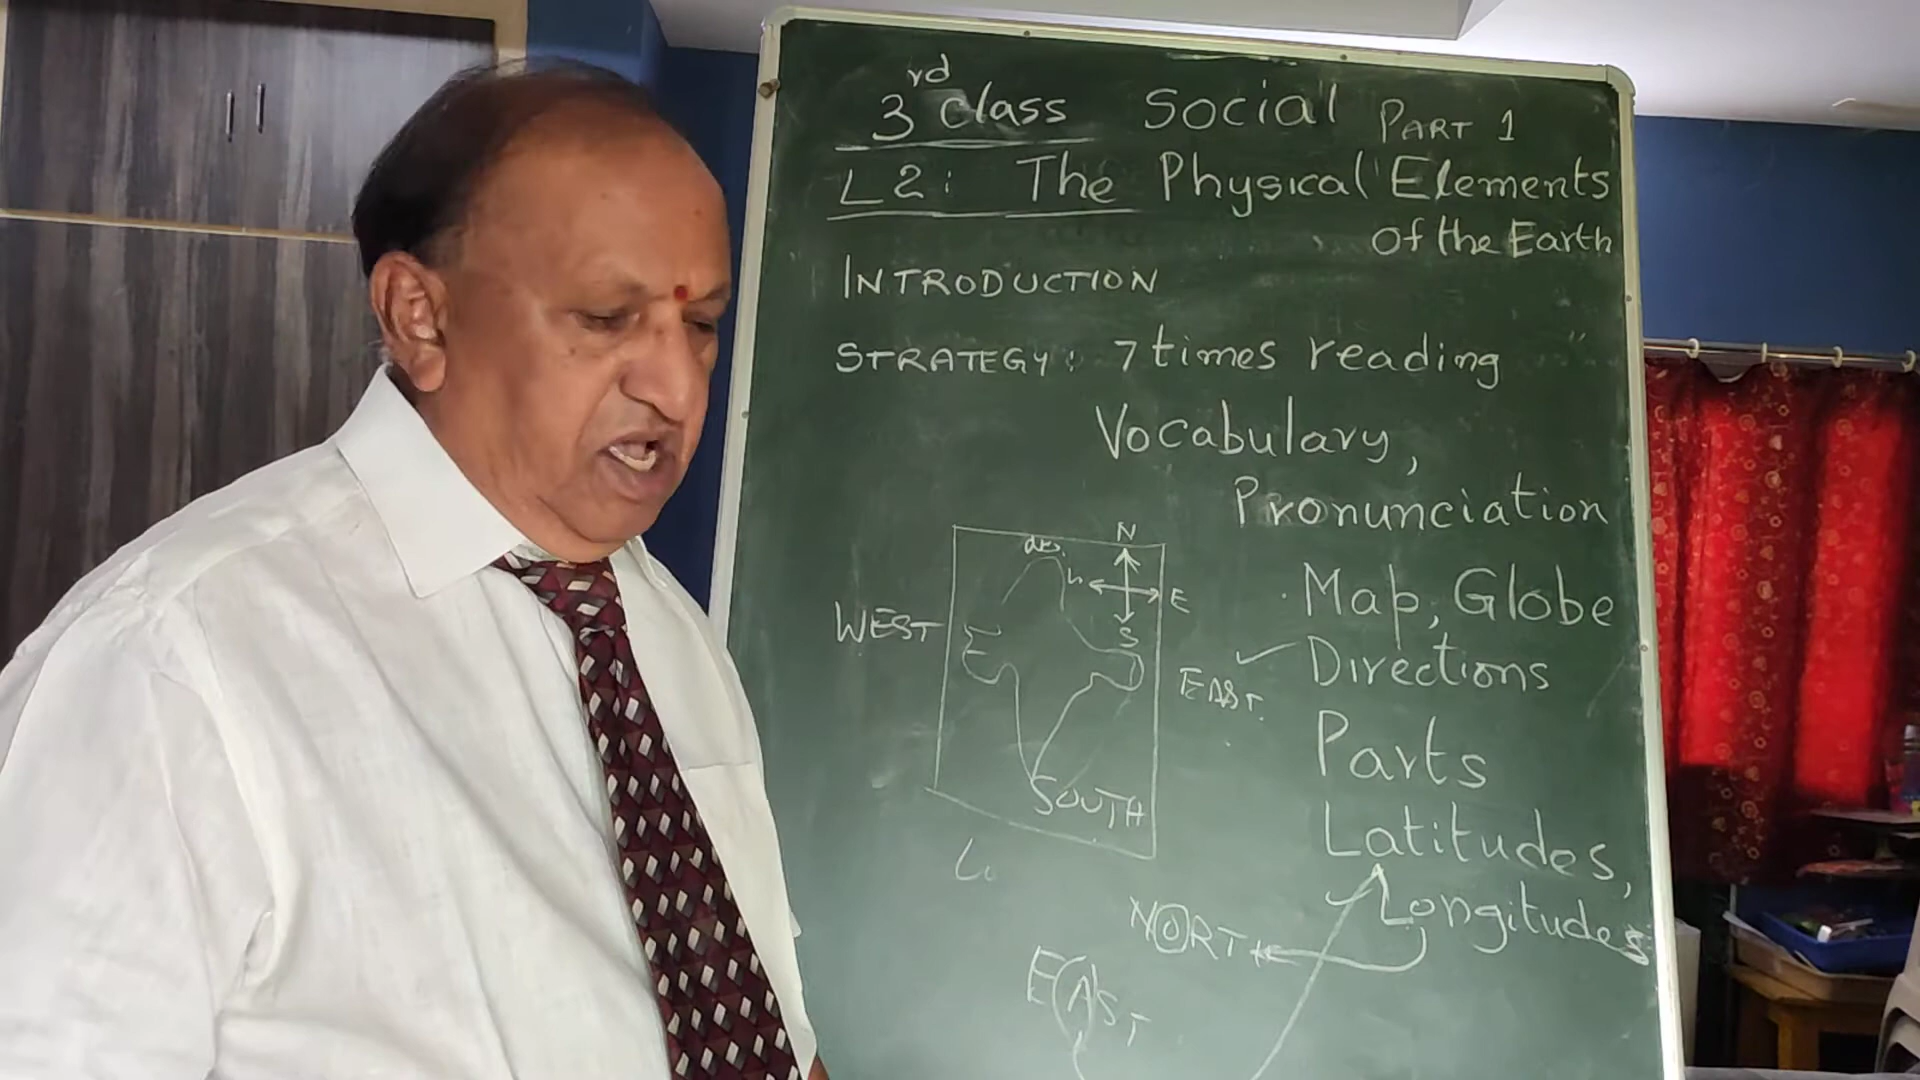 3rd class Social PART 1
L2: The Physical Elements
of the Earth
INTRODUCTION
STRATEGY: 7 times reading
Vocabulary,
Pronunciation
Map, Globe
Directions
Parts
Latitudes,
Longitudes
N
E
S
WEST
EAST.
SOUTH
NORT
EAST